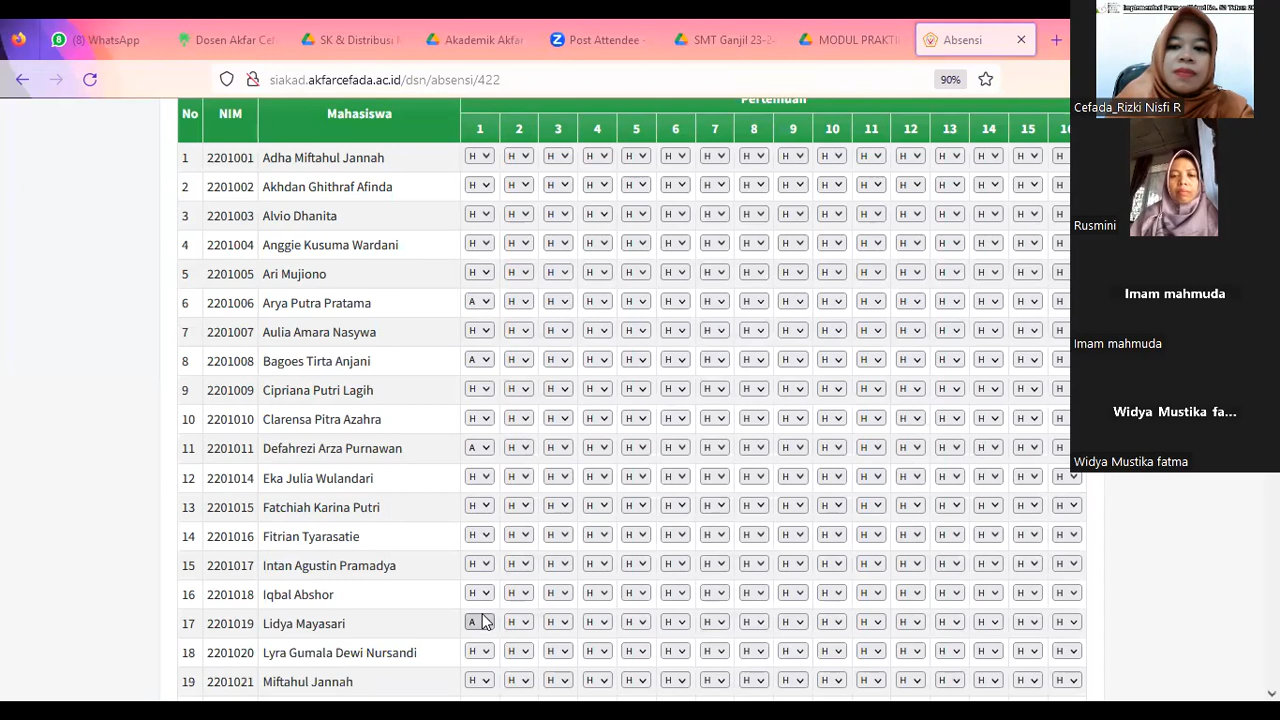 (8) WhatsApp
Dosen Akfar Cef
SK & Distribusi
Akademik Akfar
Post Attendee -
SMT Ganjil 23-2
MODUL PRAKTI
Absensi
siakad.akfarcefada.ac.id/dsn/absensi/422
90%
No NIM Mahasiswa Pertemuan
1 2 3 4 5 6 7 8 9 10 11 12 13 14 15 16
1 2201001 Adha Miftahul Jannah H H H H H H H H H H H H H H H H
2 2201002 Akhdan Ghithraf Afinda H H H H H H H H H H H H H H H H
3 2201003 Alvio Dhanita H H H H H H H H H H H H H H H H
4 2201004 Anggie Kusuma Wardani H H H H H H H H H H H H H H H H
5 2201005 Ari Mujiono H H H H H H H H H H H H H H H H
6 2201006 Arya Putra Pratama A H H H H H H H H H H H H H H H
7 2201007 Aulia Amara Nasywa H H H H H H H H H H H H H H H H
8 2201008 Bagoes Tirta Anjani A H H H H H H H H H H H H H H H
9 2201009 Cipriana Putri Lagih H H H H H H H H H H H H H H H H
10 2201010 Clarensa Pitra Azahra H H H H H H H H H H H H H H H H
11 2201011 Defahrezi Arza Purnawan A H H H H H H H H H H H H H H H
12 2201014 Eka Julia Wulandari H H H H H H H H H H H H H H H H
13 2201015 Fatchiah Karina Putri H H H H H H H H H H H H H H H H
14 2201016 Fitrian Tyarasatie H H H H H H H H H H H H H H H H
15 2201017 Intan Agustin Pramadya H H H H H H H H H H H H H H H H
16 2201018 Iqbal Abshor H H H H H H H H H H H H H H H H
17 2201019 Lidya Mayasari A H H H H H H H H H H H H H H H
18 2201020 Lyra Gumala Dewi Nursandi H H H H H H H H H H H H H H H H
19 2201021 Miftahul Jannah H H H H H H H H H H H H H H H H
Cefada_Rizki Nisfi R
Rusmini
Imam mahmuda
Imam mahmuda
Widya Mustika fa...
Widya Mustika fatma